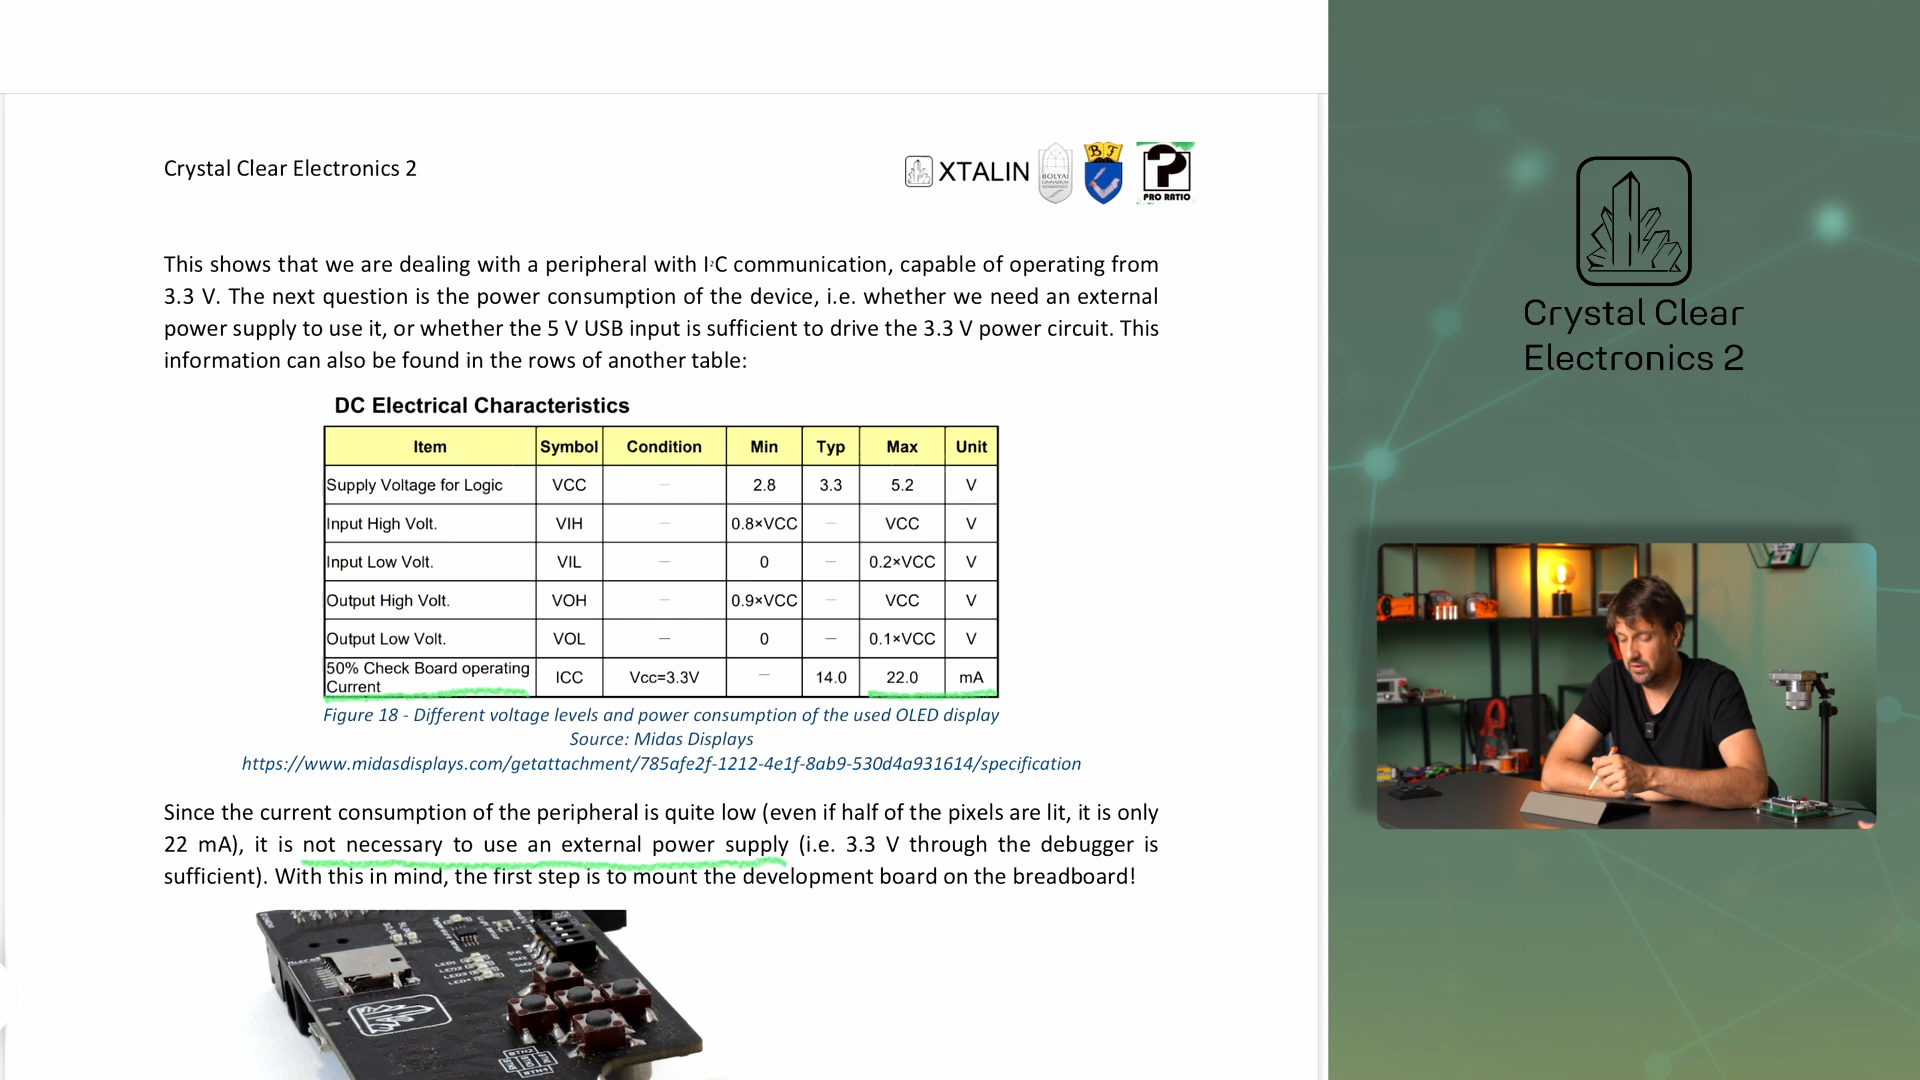 Crystal Clear Electronics 2
XTALIN
BOLYAI
B F
PRO RATIO
This shows that we are dealing with a peripheral with I²C communication, capable of operating from
3.3 V. The next question is the power consumption of the device, i.e. whether we need an external
power supply to use it, or whether the 5 V USB input is sufficient to drive the 3.3 V power circuit. This
information can also be found in the rows of another table:
DC Electrical Characteristics
Item Symbol Condition Min Typ Max Unit
Supply Voltage for Logic VCC — 2.8 3.3 5.2 V
Input High Volt. VIH — 0.8×VCC — VCC V
Input Low Volt. VIL — 0 — 0.2×VCC V
Output High Volt. VOH — 0.9×VCC — VCC V
Output Low Volt. VOL — 0 — 0.1×VCC V
50% Check Board operating
Current ICC Vcc=3.3V — 14.0 22.0 mA
Figure 18 - Different voltage levels and power consumption of the used OLED display
Source: Midas Displays
https://www.midasdisplays.com/getattachment/785afe2f-1212-4e1f-8ab9-530d4a931614/specification
Since the current consumption of the peripheral is quite low (even if half of the pixels are lit, it is only
22 mA), it is not necessary to use an external power supply (i.e. 3.3 V through the debugger is
sufficient). With this in mind, the first step is to mount the development board on the breadboard!
LED1
LED2
LED3
LED4
BTN2
BTN4
Crystal Clear
Electronics 2